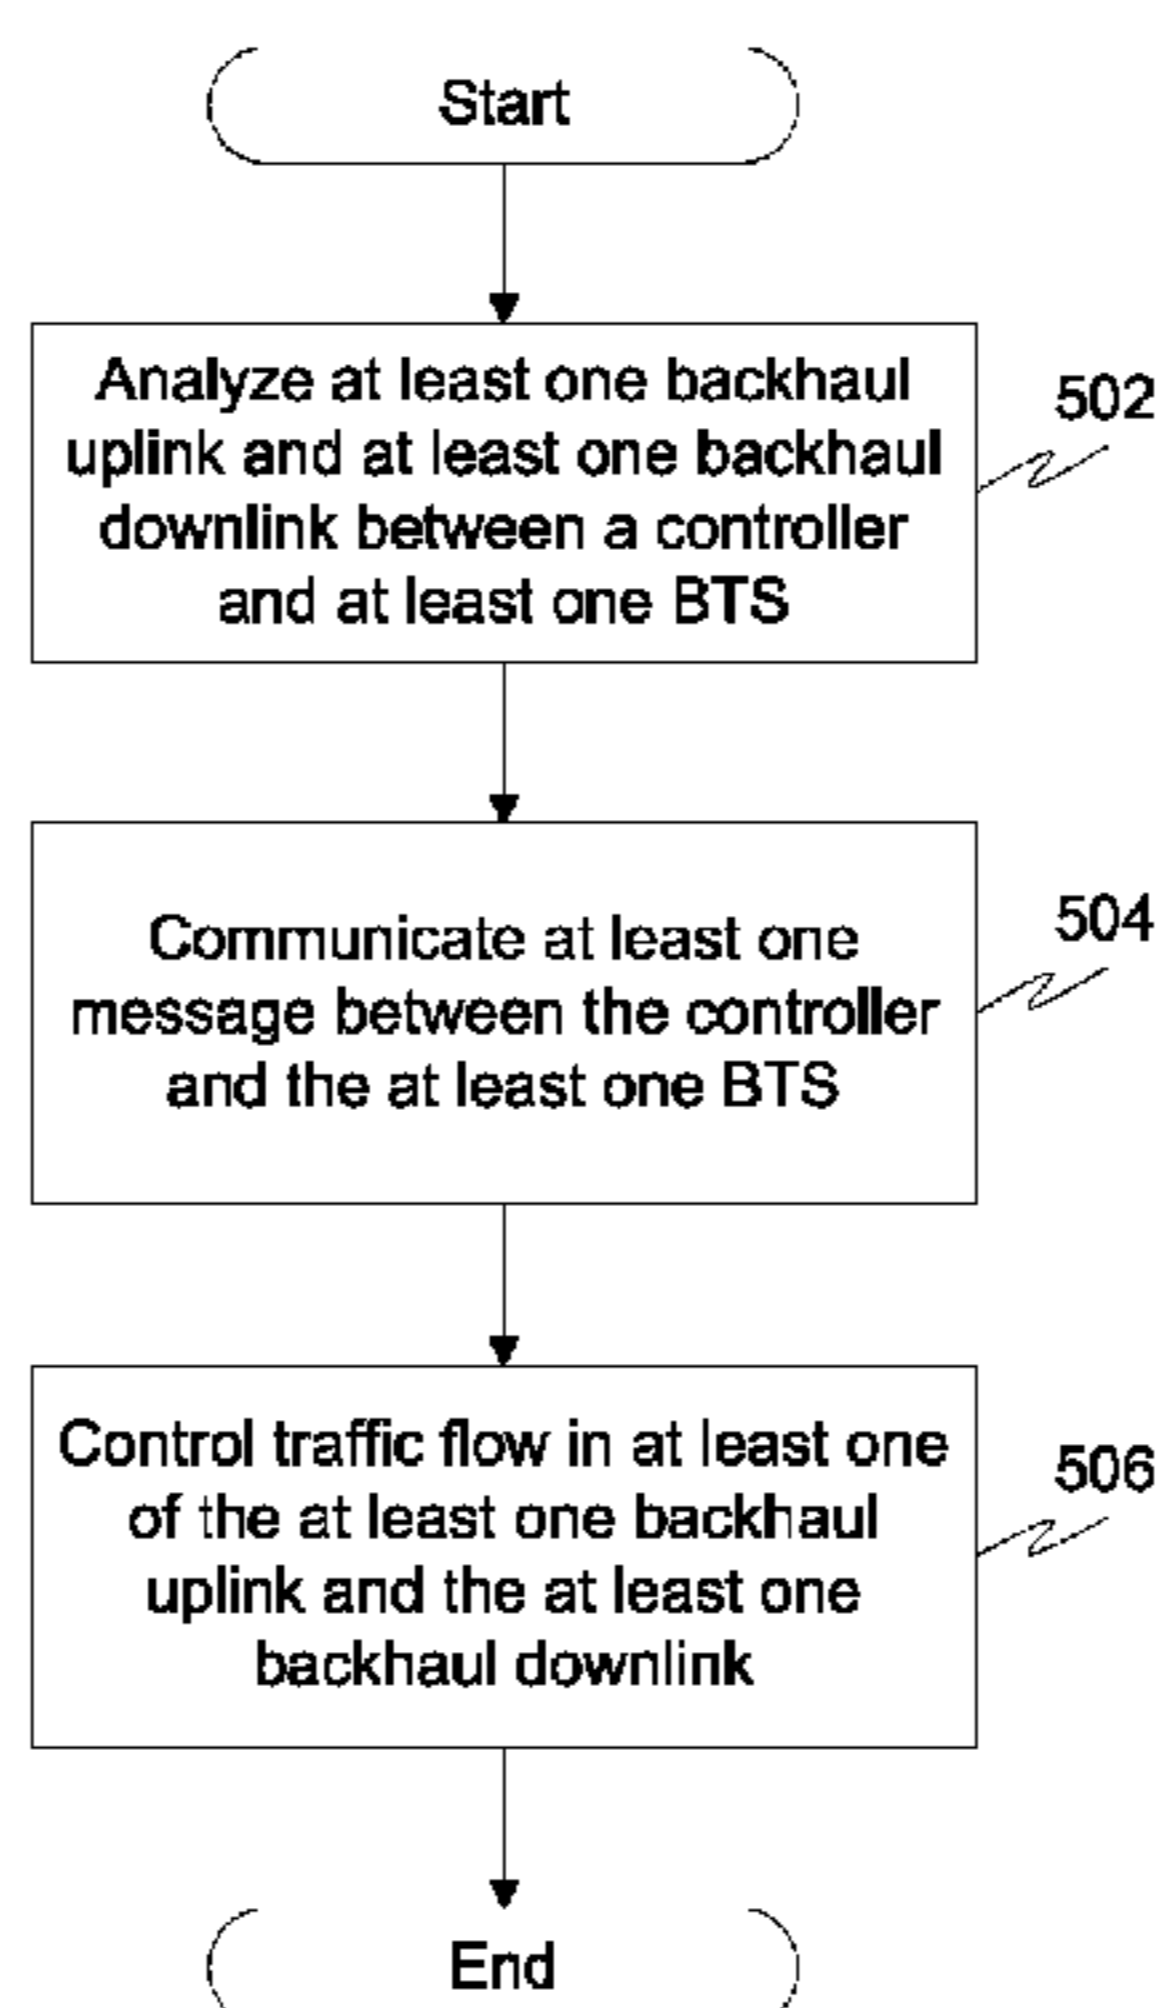 Start
Analyze at least one backhaul
uplink and at least one backhaul
downlink between a controller
and at least one BTS
502
Communicate at least one
message between the controller
and the at least one BTS
504
Control traffic flow in at least one
of the at least one backhaul
uplink and the at least one
backhaul downlink
506
End